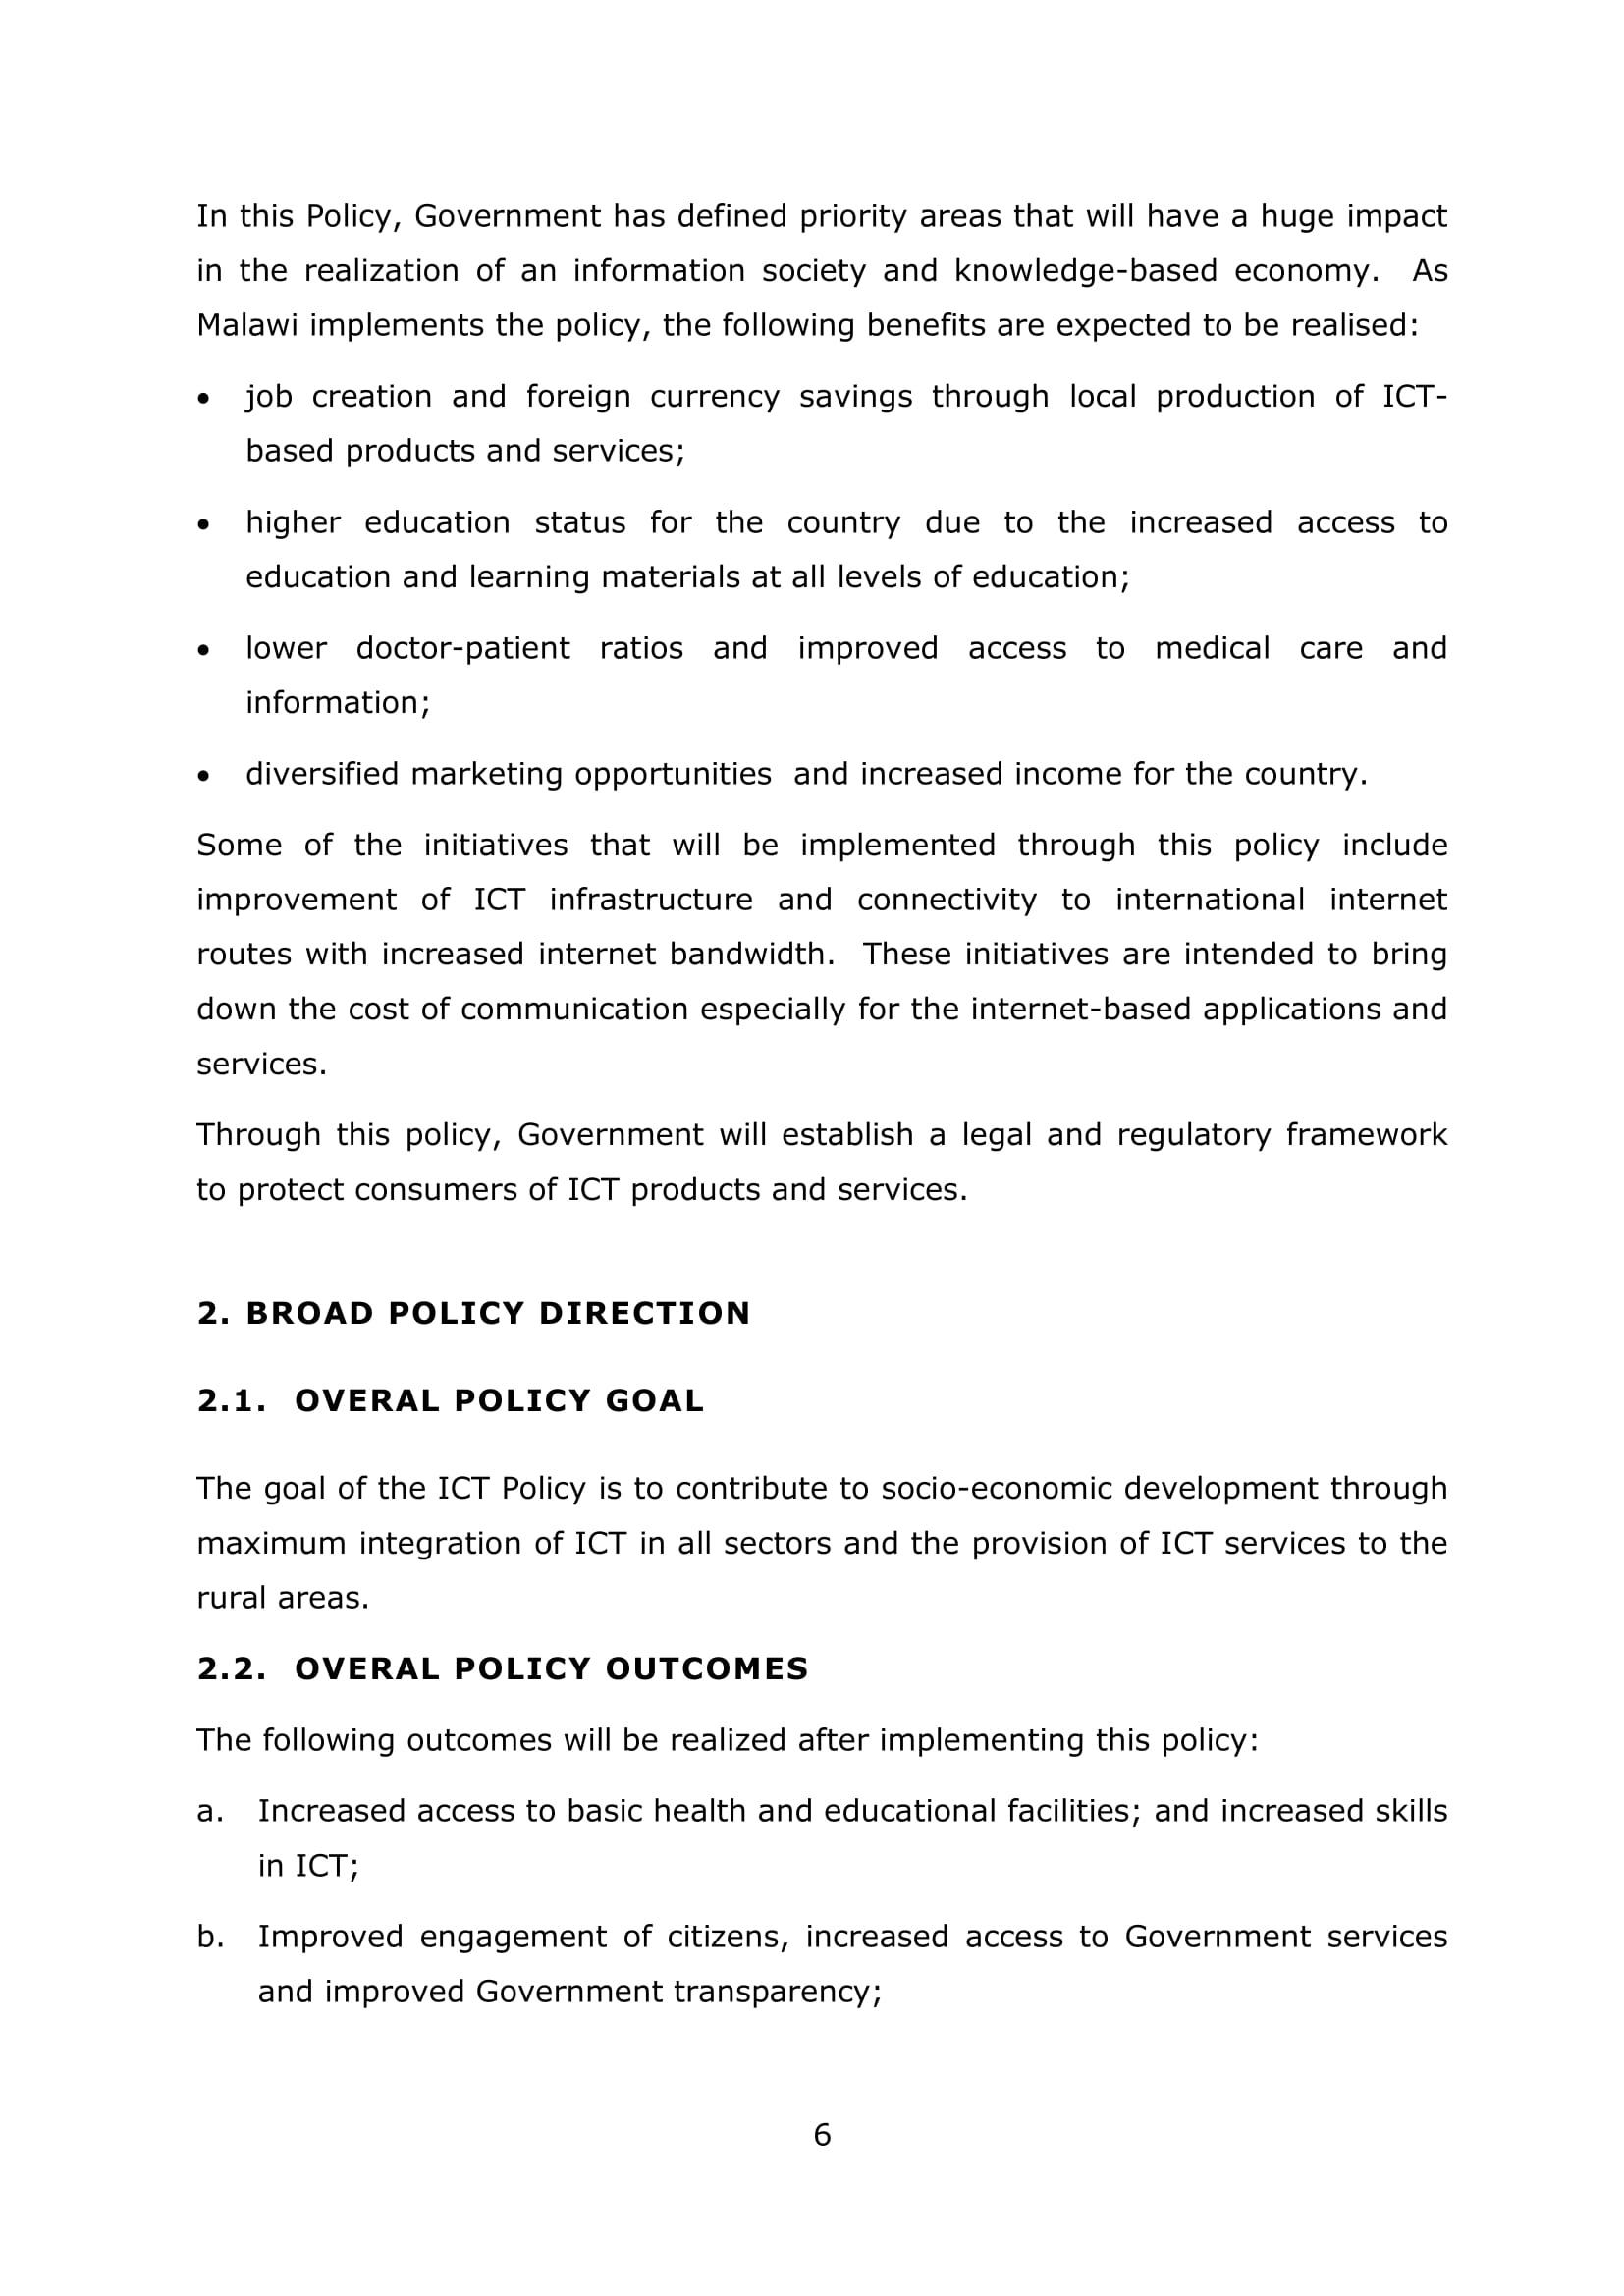 In this Policy, Government has defined priority areas that will have a huge impact
in the realization of an information society and knowledge-based economy.  As
Malawi implements the policy, the following benefits are expected to be realised:
• job creation and foreign currency savings through local production of ICT-
based products and services;
• higher education status for the country due to the increased access to
education and learning materials at all levels of education;
• lower doctor-patient ratios and improved access to medical care and
information;
• diversified marketing opportunities  and increased income for the country.
Some of the initiatives that will be implemented through this policy include
improvement of ICT infrastructure and connectivity to international internet
routes with increased internet bandwidth.  These initiatives are intended to bring
down the cost of communication especially for the internet-based applications and
services.
Through this policy, Government will establish a legal and regulatory framework
to protect consumers of ICT products and services.
2. BROAD POLICY DIRECTION
2.1. OVERAL POLICY GOAL
The goal of the ICT Policy is to contribute to socio-economic development through
maximum integration of ICT in all sectors and the provision of ICT services to the
rural areas.
2.2. OVERAL POLICY OUTCOMES
The following outcomes will be realized after implementing this policy:
a. Increased access to basic health and educational facilities; and increased skills
in ICT;
b. Improved engagement of citizens, increased access to Government services
and improved Government transparency;
6